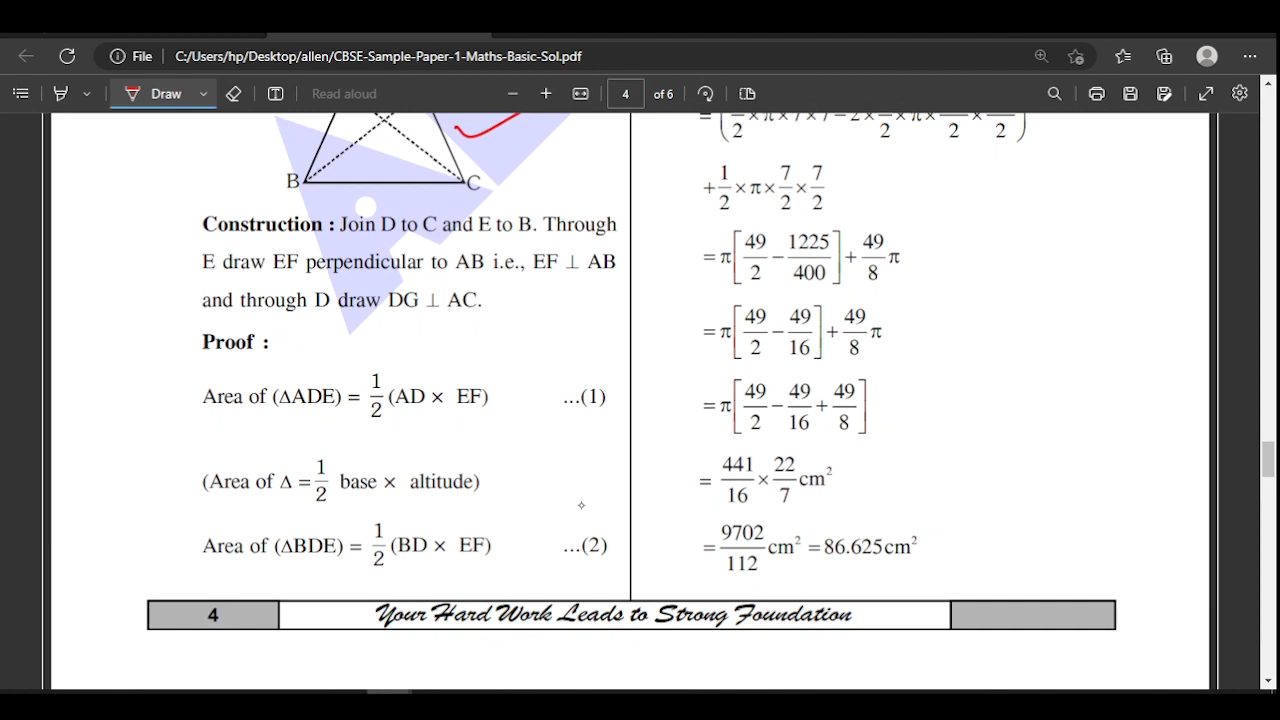 File C:/Users/hp/Desktop/allen/CBSE-Sample-Paper-1-Maths-Basic-Sol.pdf
Draw Read aloud 4 of 6
B C
Construction : Join D to C and E to B. Through
E draw EF perpendicular to AB i.e., EF ⊥ AB
and through D draw DG ⊥ AC.
Proof :
Area of (ΔADE) = 1/2 (AD × EF) ...(1)
(Area of Δ = 1/2 base × altitude)
Area of (ΔBDE) = 1/2 (BD × EF) ...(2)
+ 1/2 × π × 7/2 × 7/2
= π[49/2 − 1225/400] + 49/8 π
= π[49/2 − 49/16] + 49/8 π
= π[49/2 − 49/16 + 49/8]
= 441/16 × 22/7 cm²
= 9702/112 cm² = 86.625 cm²
4 Your Hard Work Leads to Strong Foundation